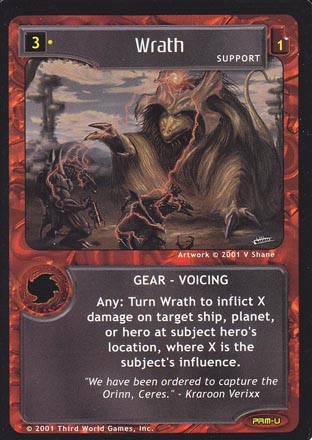 3
Wrath
1
SUPPORT
Artwork © 2001 V Shane
GEAR - VOICING
Any: Turn Wrath to inflict X
damage on target ship, planet,
or hero at subject hero's
location, where X is the
subject's influence.
"We have been ordered to capture the
Orinn, Ceres." - Kraroon Verixx
© 2001 Third World Games, Inc.
PRM-U